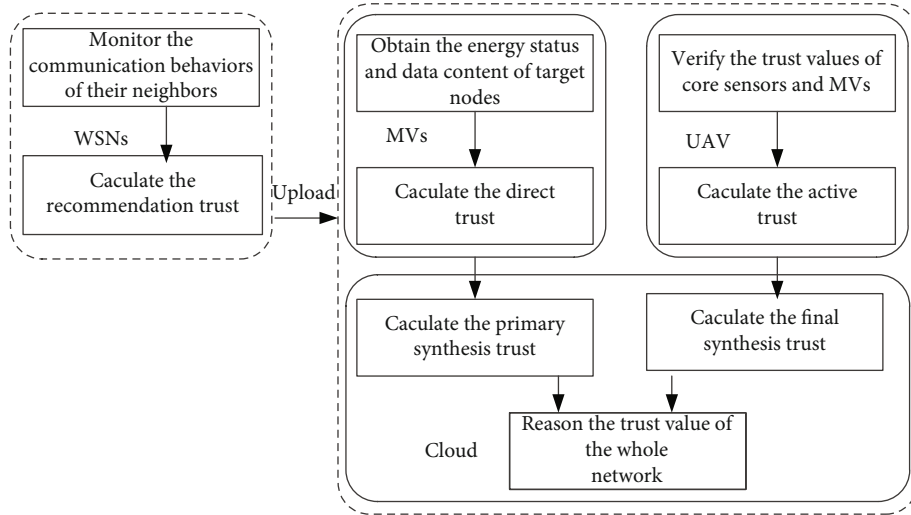 Monitor the
communication behaviors
of their neighbors
WSNs
Caculate the
recommendation trust
Upload
Obtain the energy status
and data content of target
nodes
MVs
Caculate the direct
trust
Verify the trust values of
core sensors and MVs
UAV
Caculate the active
trust
Caculate the primary
synthesis trust
Caculate the final
synthesis trust
Cloud
Reason the trust value of
the whole
network